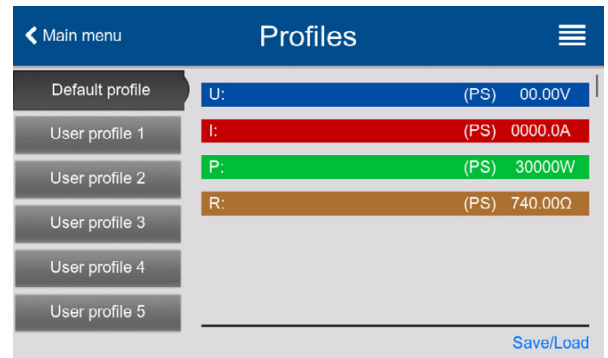 Main menu
Profiles
Default profile
User profile 1
User profile 2
User profile 3
User profile 4
User profile 5
U: (PS) 00.00V
I: (PS) 0000.0A
P: (PS) 30000W
R: (PS) 740.00Ω
Save/Load